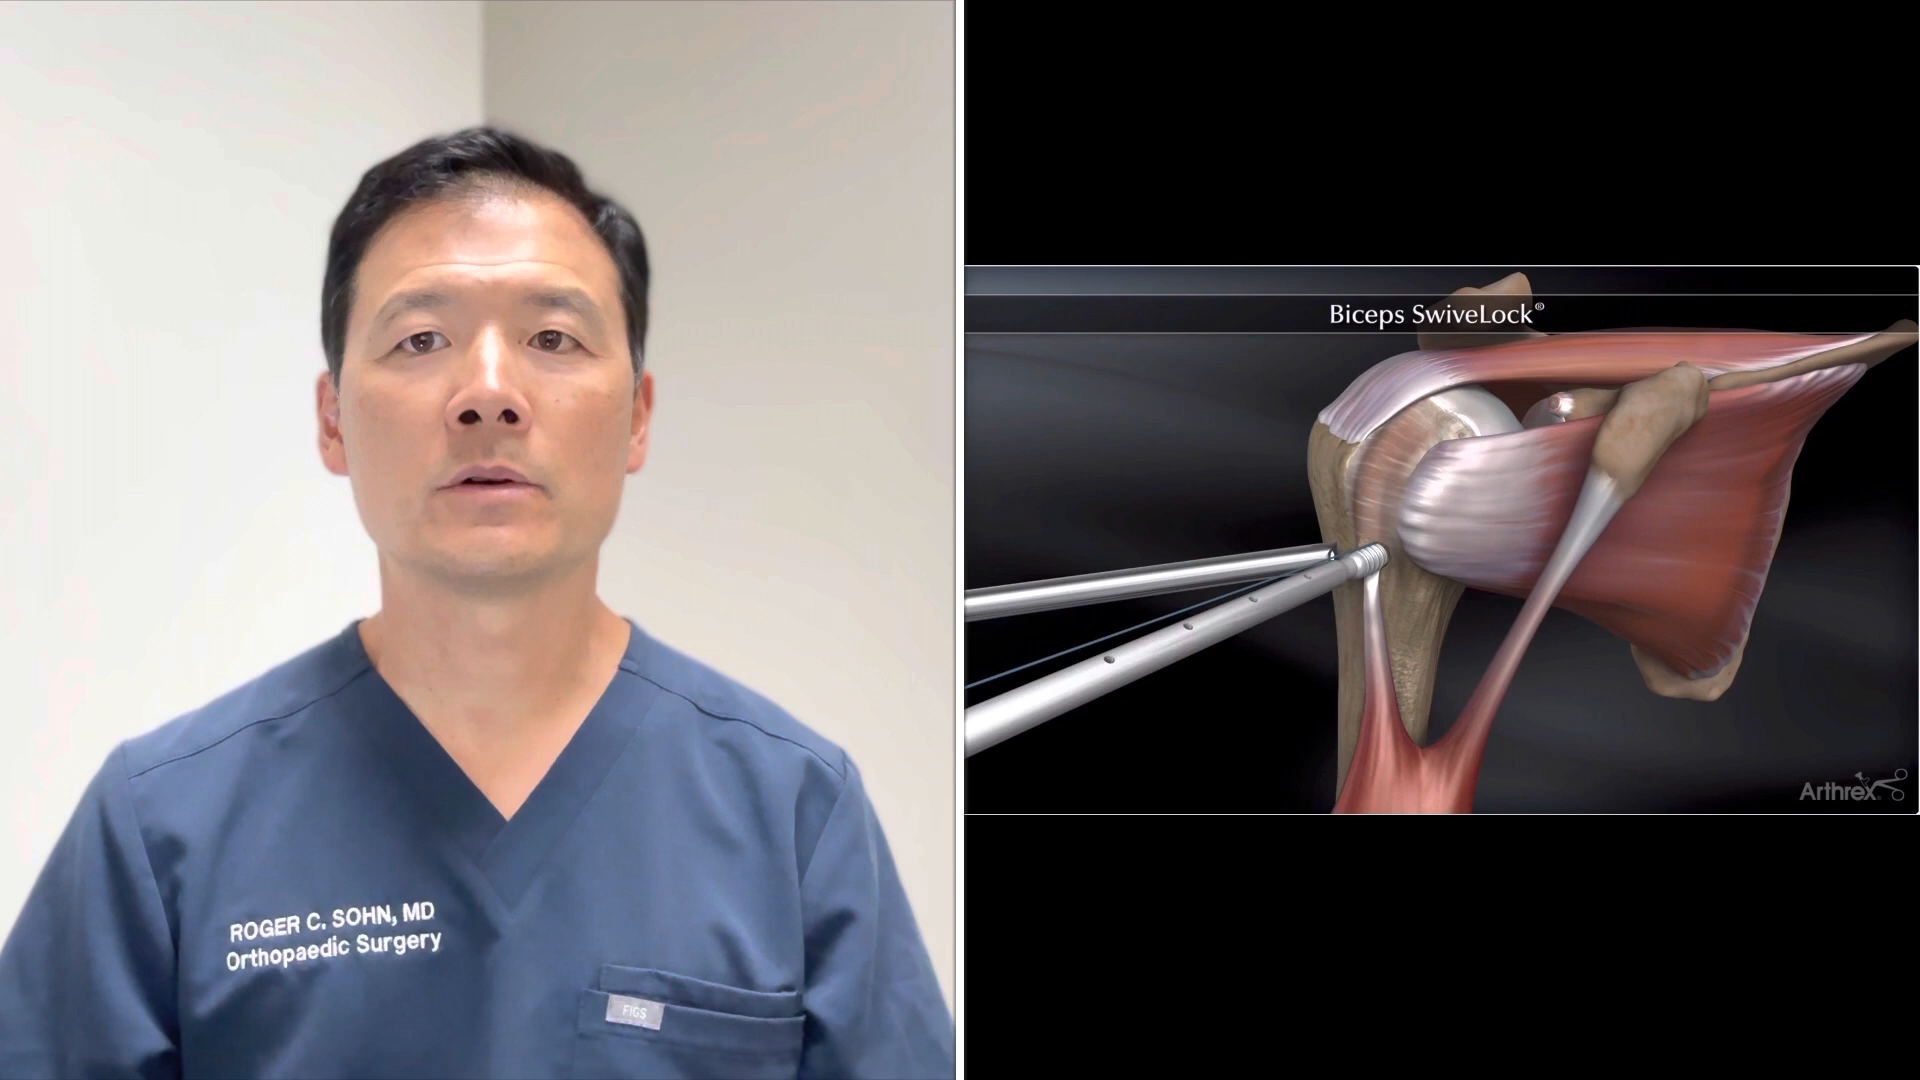 ROGER C. SOHN, MD
Orthopaedic Surgery
FIGS
Biceps SwiveLock®
Arthrex